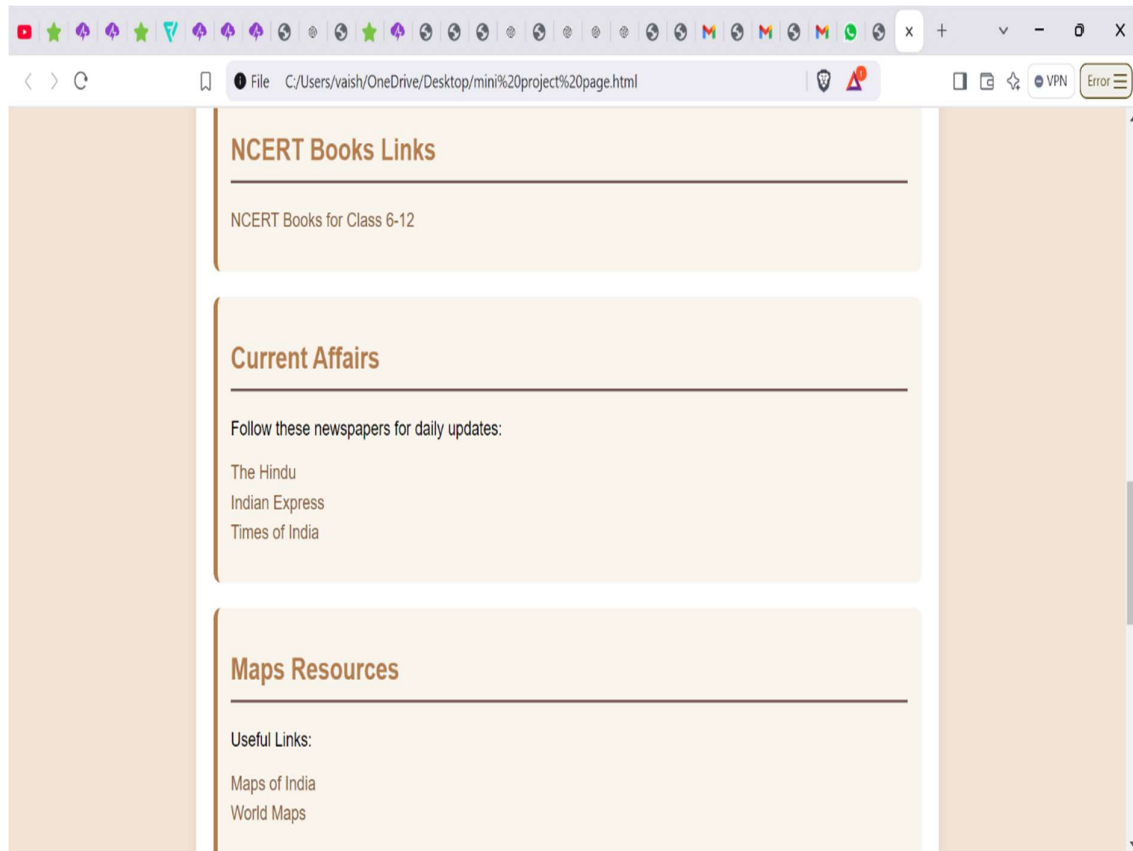 File C:/Users/vaish/OneDrive/Desktop/mini%20project%20page.html
VPN
Error
NCERT Books Links
NCERT Books for Class 6-12
Current Affairs
Follow these newspapers for daily updates:
The Hindu
Indian Express
Times of India
Maps Resources
Useful Links:
Maps of India
World Maps